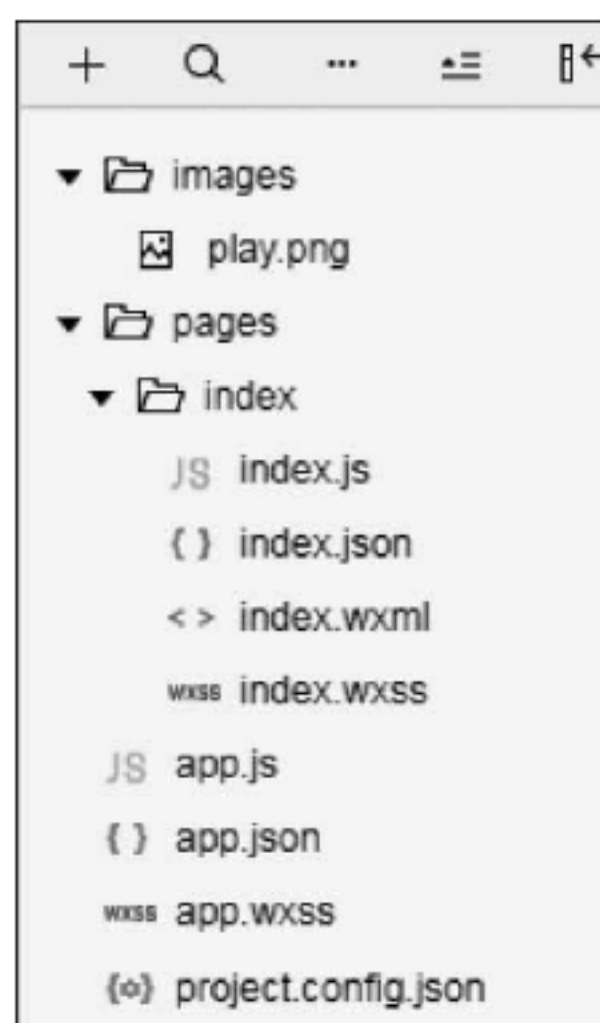 images
play.png
pages
index
JS index.js
{ } index.json
< > index.wxml
wxss index.wxss
JS app.js
{ } app.json
wxss app.wxss
{o} project.config.json